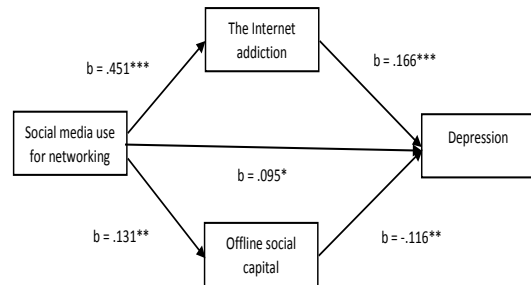 The Internet
addiction
b = .451***
b = .166***
Social media use
for networking
Depression
b = .095*
b = .131**
Offline social
capital
b = -.116**